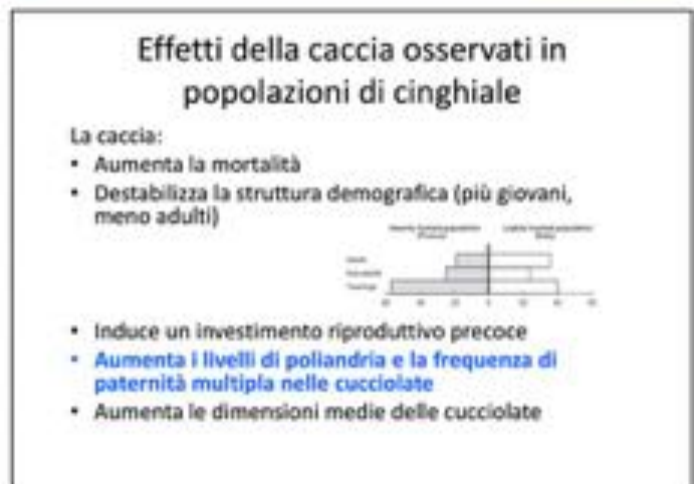 Effetti della caccia osservati in
popolazioni di cinghiale
La caccia:
• Aumenta la mortalità
• Destabilizza la struttura demografica (più giovani,
meno adulti)
• Induce un investimento riproduttivo precoce
• Aumenta i livelli di poliandria e la frequenza di
paternità multipla nelle cucciolate
• Aumenta le dimensioni medie delle cucciolate